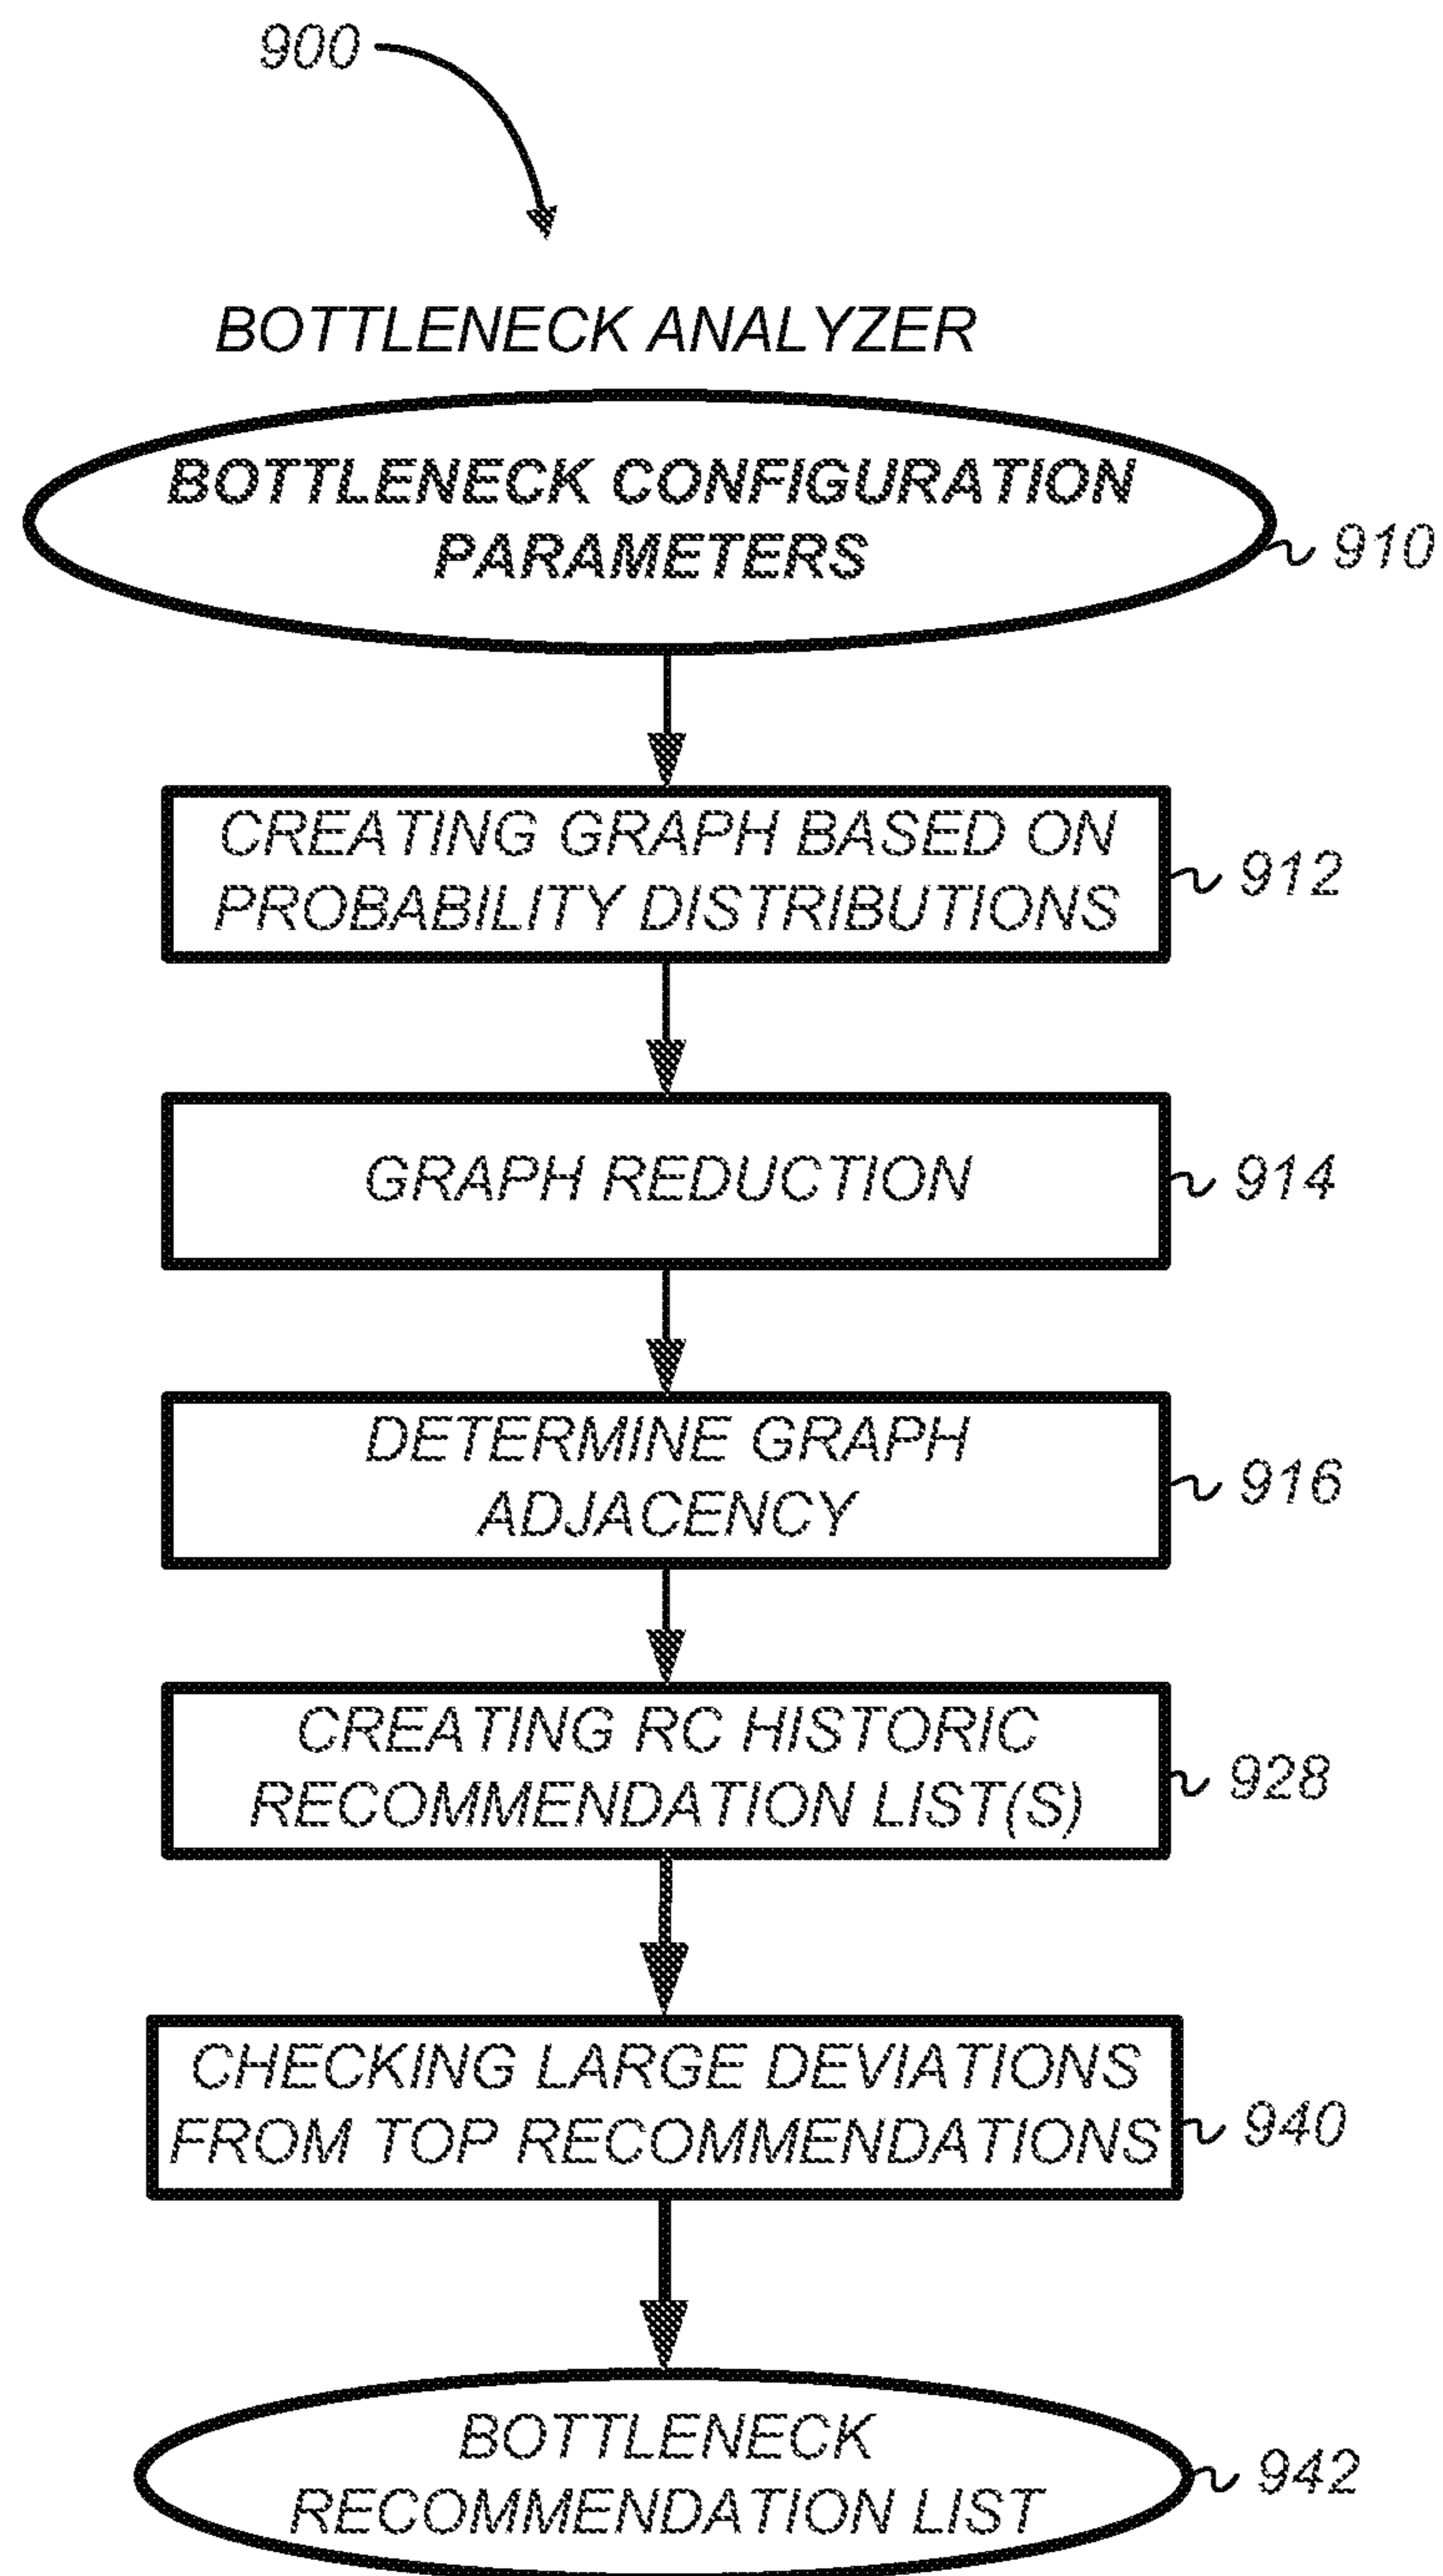 900
BOTTLENECK ANALYZER
BOTTLENECK CONFIGURATION
PARAMETERS
910
CREATING GRAPH BASED ON
PROBABILITY DISTRIBUTIONS
912
GRAPH REDUCTION
914
DETERMINE GRAPH
ADJACENCY
916
CREATING RC HISTORIC
RECOMMENDATION LIST(S)
928
CHECKING LARGE DEVIATIONS
FROM TOP RECOMMENDATIONS
940
BOTTLENECK
RECOMMENDATION LIST
942